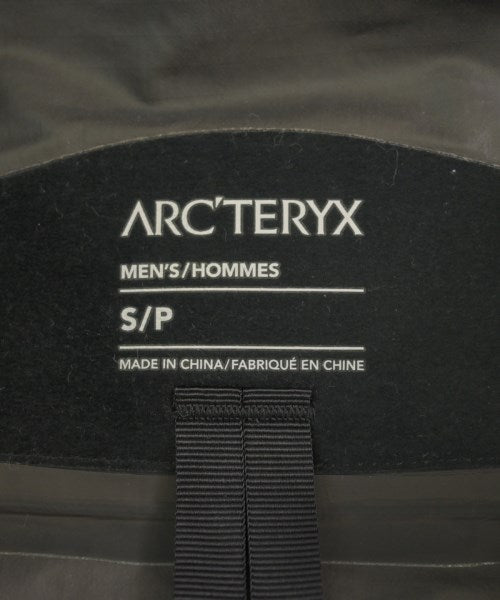 ARC'TERYX
MEN'S/HOMMES
S/P
MADE IN CHINA/FABRIQUÉ EN CHINE